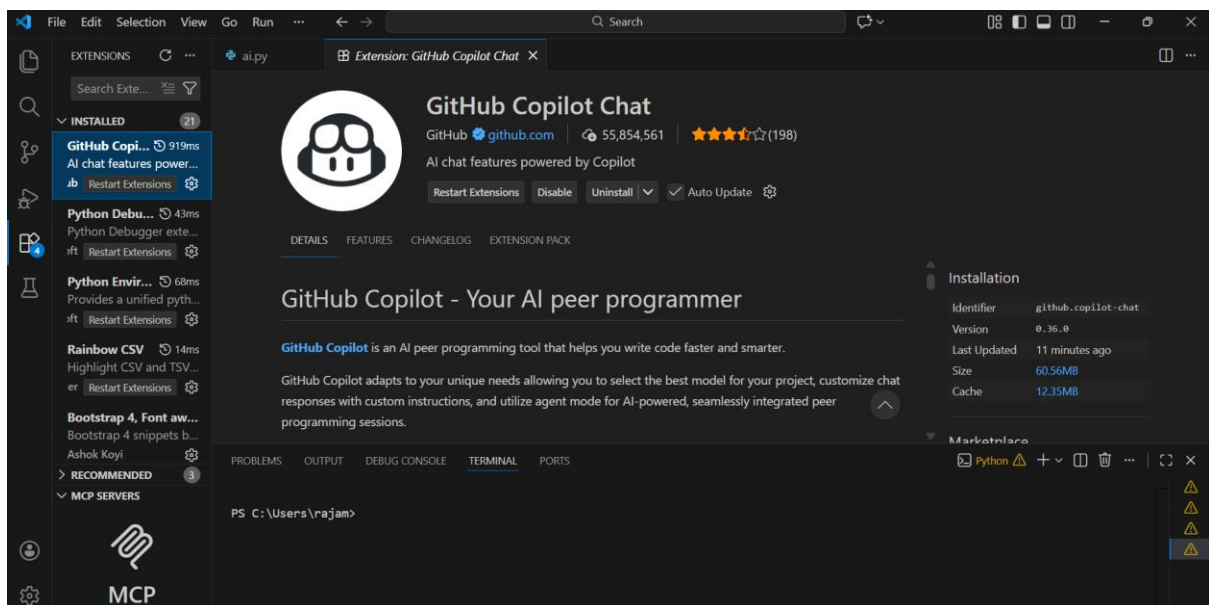 File Edit Selection View Go Run ... Search
EXTENSIONS
Search Exte...
INSTALLED 21
GitHub Copi... 919ms
AI chat features power...
ub Restart Extensions
Python Debu... 43ms
Python Debugger exte...
oft Restart Extensions
Python Envir... 68ms
Provides a unified pyth...
oft Restart Extensions
Rainbow CSV 14ms
Highlight CSV and TSV...
er Restart Extensions
Bootstrap 4, Font aw...
Bootstrap 4 snippets b...
Ashok Koyi
RECOMMENDED 3
MCP SERVERS
MCP
4
ai.py Extension: GitHub Copilot Chat
GitHub Copilot Chat
GitHub github.com 55,854,561 (198)
AI chat features powered by Copilot
Restart Extensions Disable Uninstall Auto Update
DETAILS FEATURES CHANGELOG EXTENSION PACK
GitHub Copilot - Your AI peer programmer
GitHub Copilot is an AI peer programming tool that helps you write code faster and smarter.
GitHub Copilot adapts to your unique needs allowing you to select the best model for your project, customize chat
responses with custom instructions, and utilize agent mode for AI-powered, seamlessly integrated peer
programming sessions.
Installation
Identifier github.copilot-chat
Version 0.36.0
Last Updated 11 minutes ago
Size 60.56MB
Cache 12.35MB
Marketplace
PROBLEMS OUTPUT DEBUG CONSOLE TERMINAL PORTS
Python
PS C:\Users\rajam>